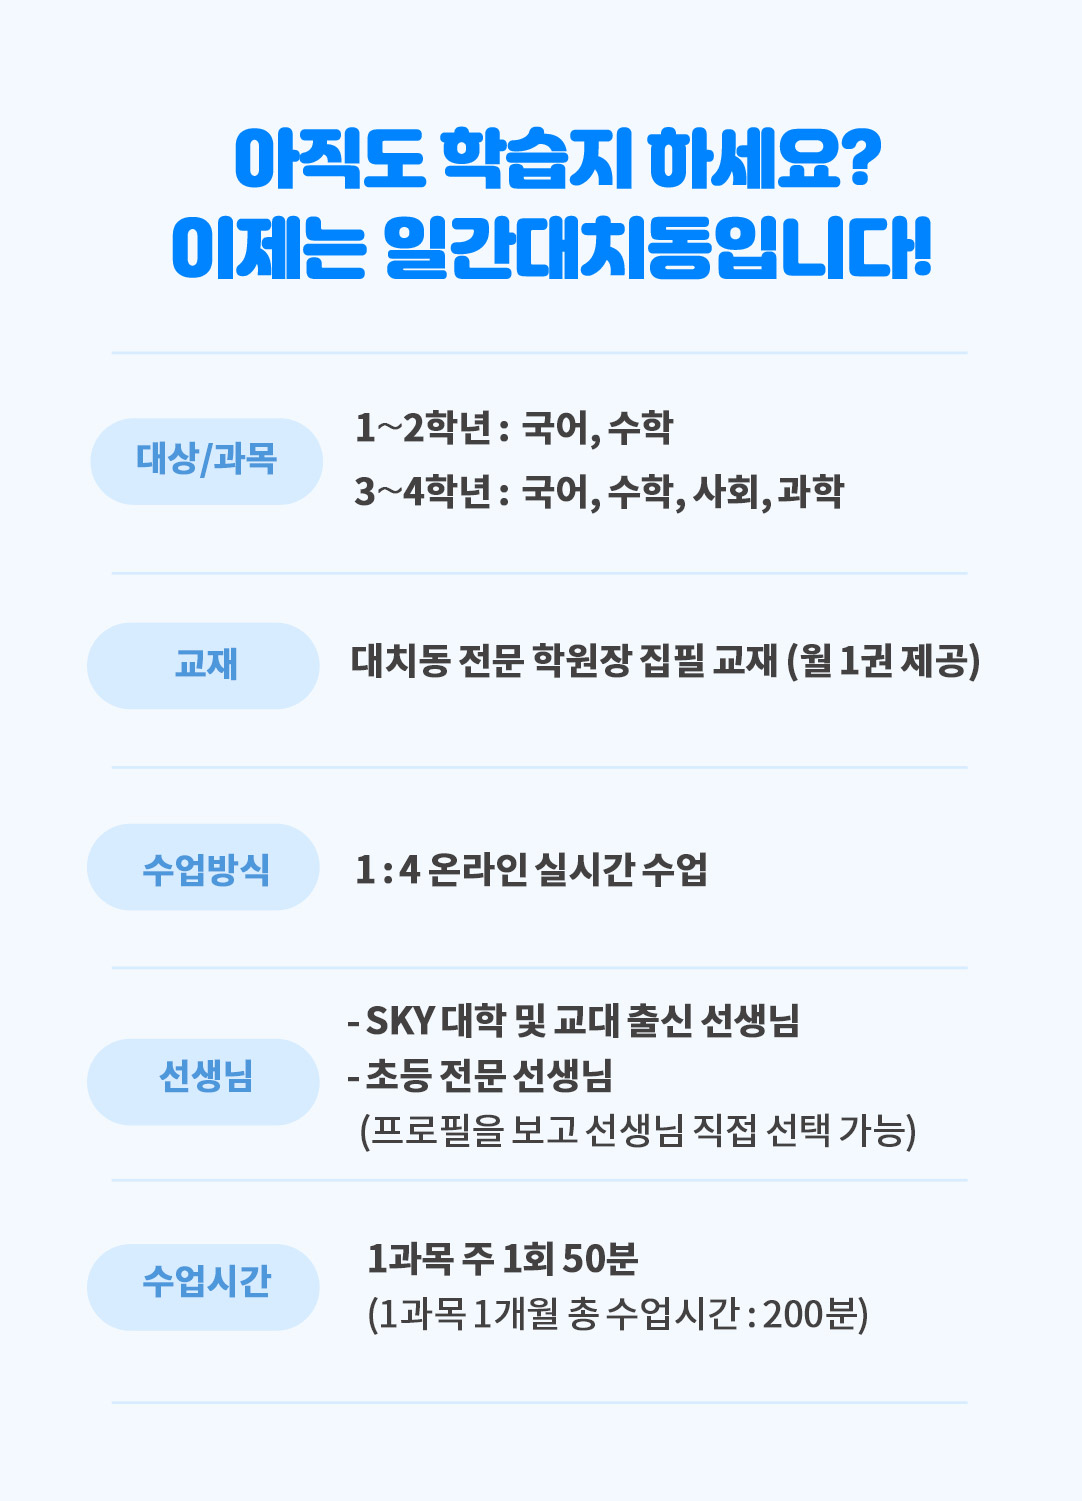 아직도 학습지 하세요?
이제는 일간대치동입니다!
대상/과목
1~2학년 : 국어, 수학
3~4학년 : 국어, 수학, 사회, 과학
교재
대치동 전문 학원장 집필 교재 (월 1권 제공)
수업방식
1 : 4 온라인 실시간 수업
선생님
- SKY 대학 및 교대 출신 선생님
- 초등 전문 선생님
(프로필을 보고 선생님 직접 선택 가능)
수업시간
1과목 주 1회 50분
(1과목 1개월 총 수업시간 : 200분)